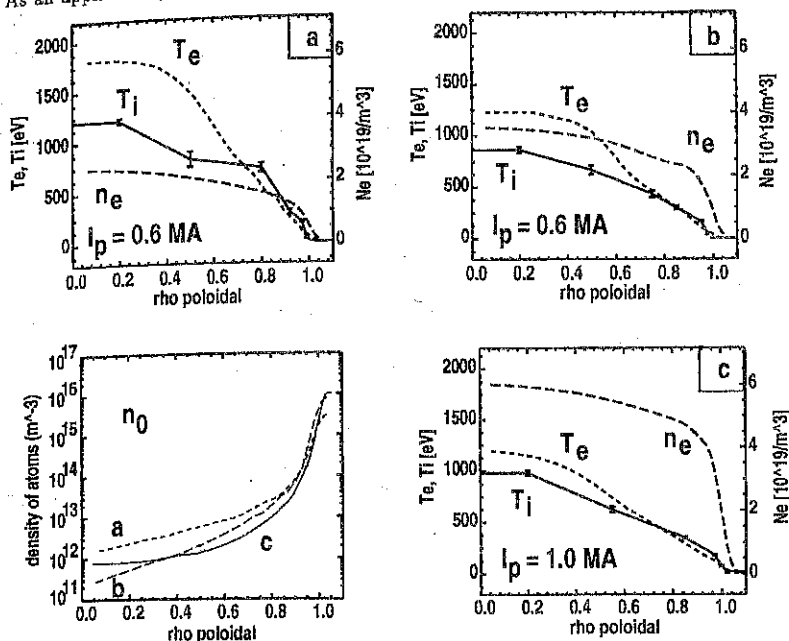 As an appl
a
2000
1500
1000
500
0
Te, Ti [eV]
6
4
2
0
Ne [10^19/m^3]
Te
Ti
ne
Ip = 0.6 MA
0.0 0.2 0.4 0.6 0.8 1.0
rho poloidal
b
2000
1500
1000
500
0
Te, Ti [eV]
6
4
2
0
Ne [10^19/m^3]
Te
ne
Ti
Ip = 0.6 MA
0.0 0.2 0.4 0.6 0.8 1.0
rho poloidal
10^17
10^16
10^15
10^14
10^13
10^12
10^11
density of atoms (m^-3)
n0
a
b
c
0.0 0.2 0.4 0.6 0.8 1.0
rho poloidal
c
2000
1500
1000
500
0
Te, Ti [eV]
6
4
2
0
Ne [10^19/m^3]
ne
Te
Ti
Ip = 1.0 MA
0.0 0.2 0.4 0.6 0.8 1.0
rho poloidal